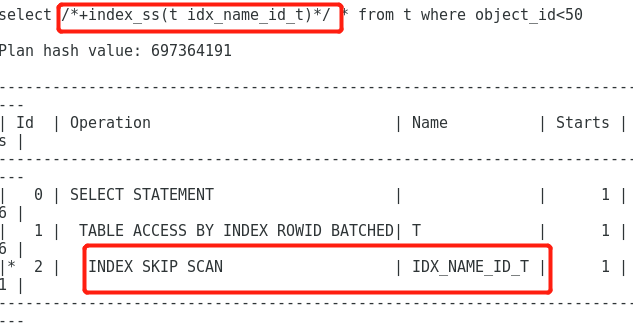 select /*+index_ss(t idx_name_id_t)*/ * from t where object_id<50
Plan hash value: 697364191
--------------------------------------------------------------------------------
---
| Id  | Operation                           | Name          | Starts |
s |
--------------------------------------------------------------------------------
---
|   0 | SELECT STATEMENT                    |               |      1 |
6 |
|   1 |  TABLE ACCESS BY INDEX ROWID BATCHED| T             |      1 |
6 |
|*  2 |   INDEX SKIP SCAN                   | IDX_NAME_ID_T |      1 |
1 |
--------------------------------------------------------------------------------
---